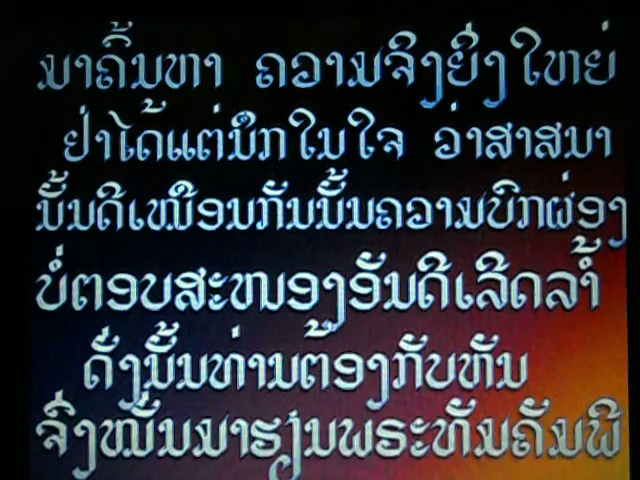 ມາຄົ້ນຫາ ຄວາມຈິງຍິ່ງໃຫຍ່
ຢ່າໄດ້ແຕ່ນຶກໃນໃຈ ວ່າສາສນາ
ນັ້ນດີເໝືອນກັນນັ້ນຄວາມບົກຜ່ອງ
ບໍ່ຕອບສະໜອງອັນດີເລີດລ້ຳ
ດັ່ງນັ້ນທ່ານຕ້ອງກັບຫັນ
ຈົ່ງໝັ່ນມາຮຽນພຣະທັມຄັມພີ